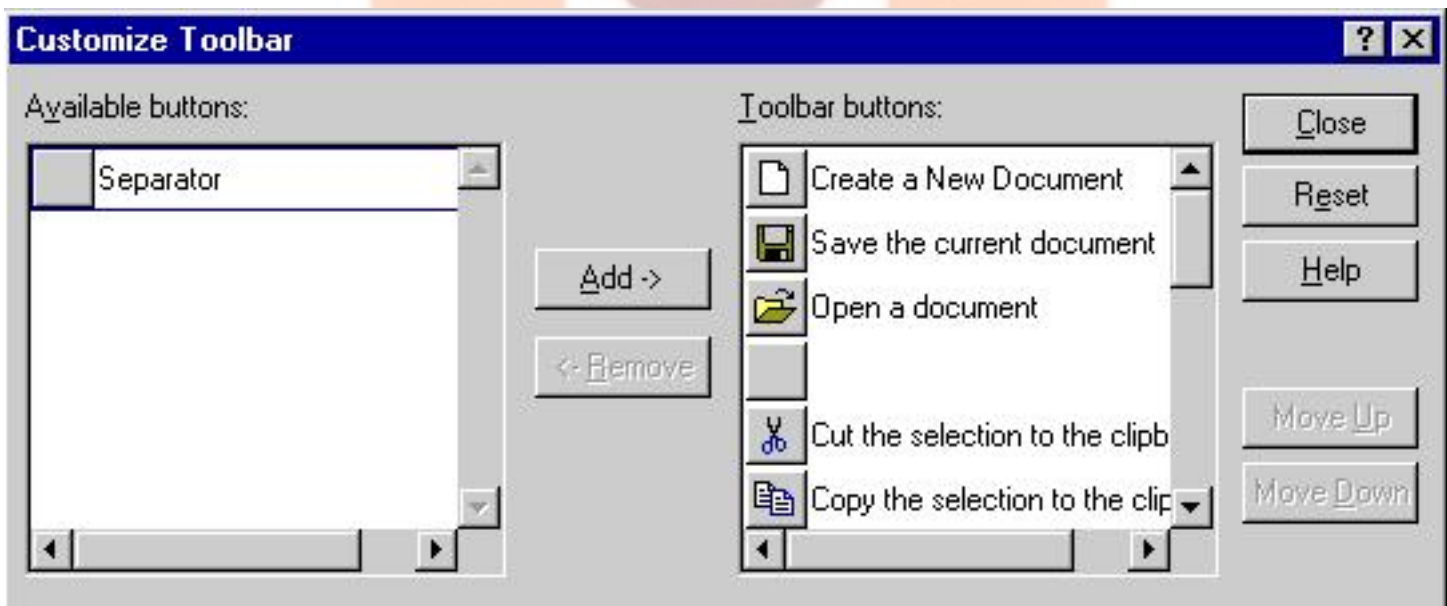 Customize Toolbar
Available buttons:
Separator
Add ->
<- Remove
Toolbar buttons:
Create a New Document
Save the current document
Open a document
Cut the selection to the clipb
Copy the selection to the clip
Close
Reset
Help
Move Up
Move Down